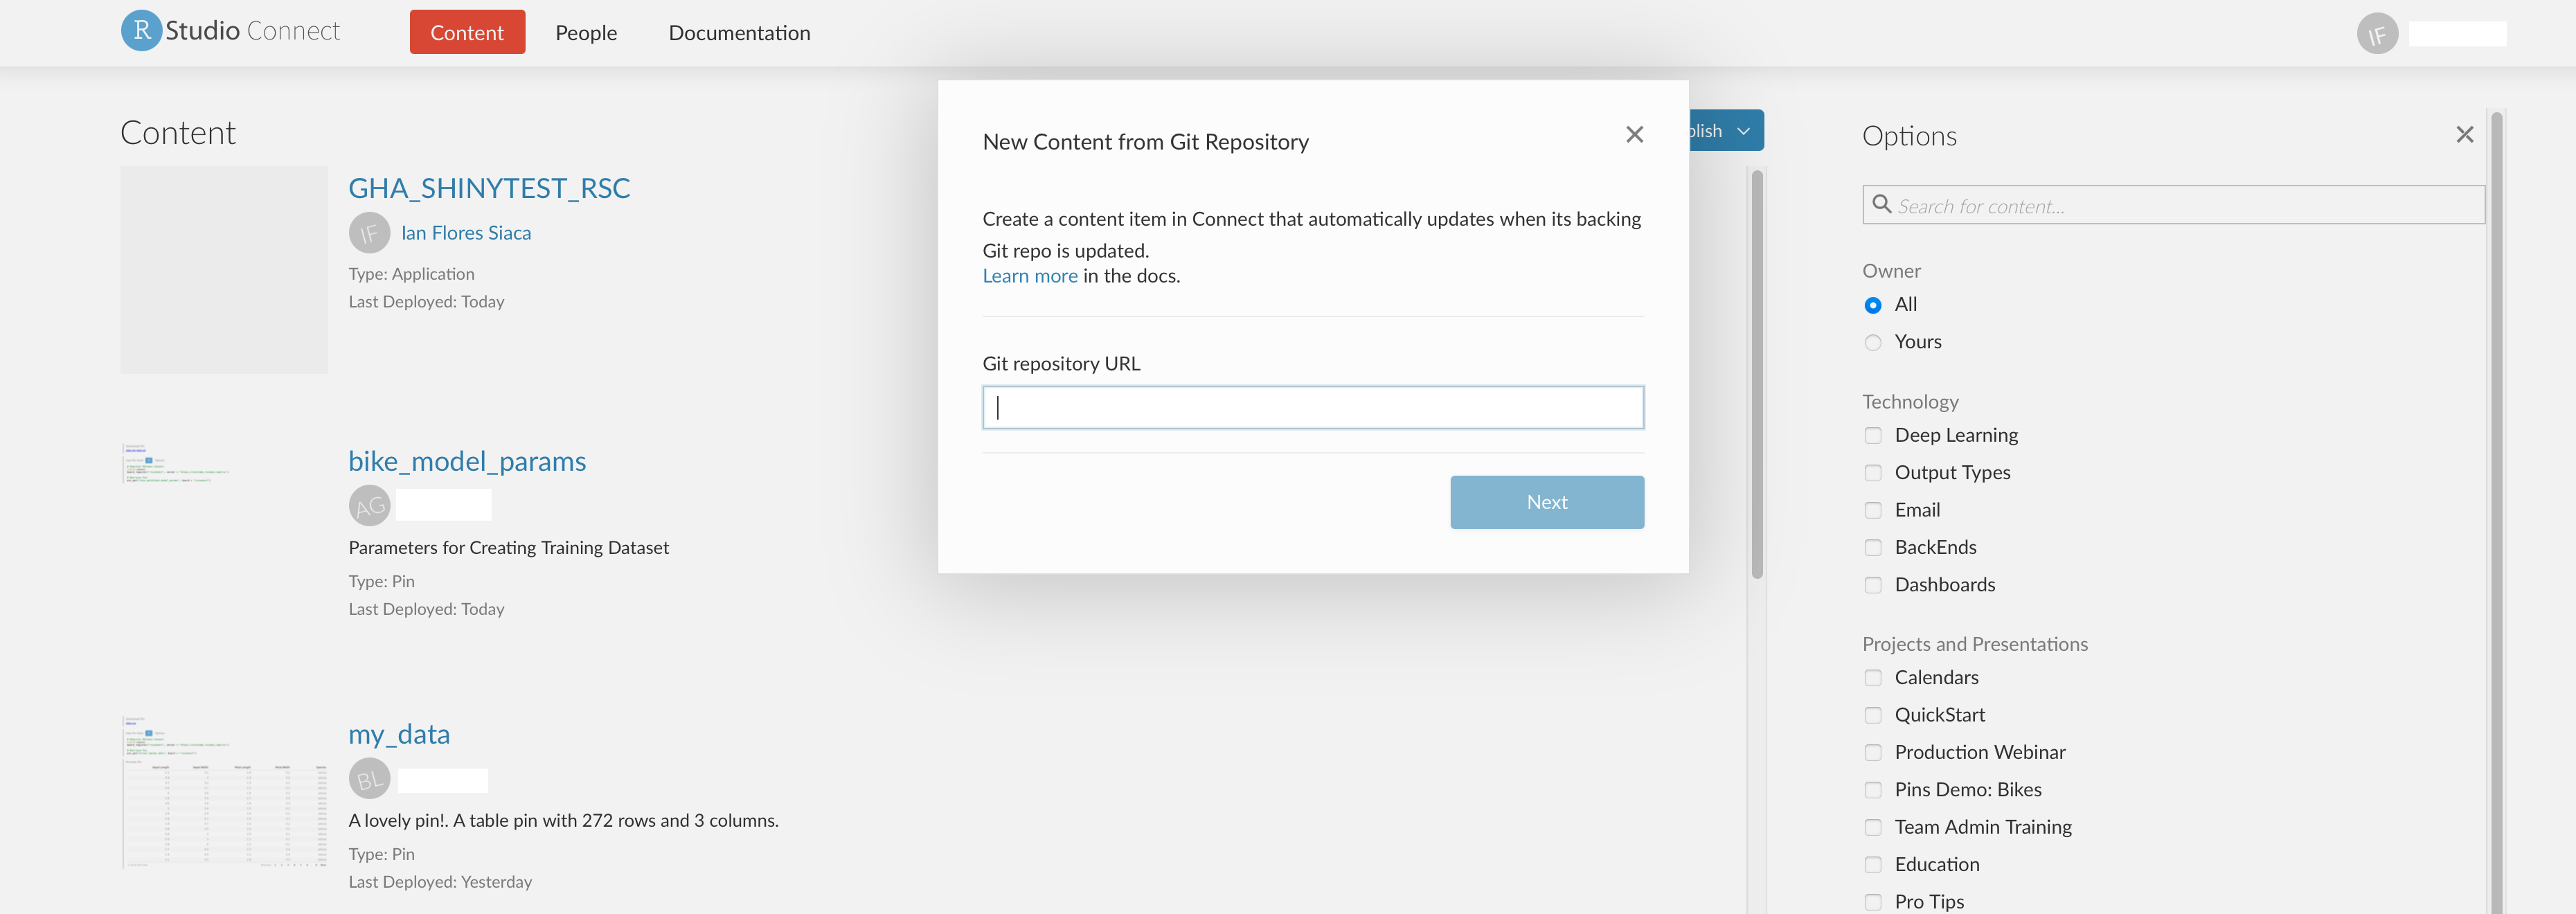 R Studio Connect
Content
People
Documentation
IF
Content
GHA_SHINYTEST_RSC
IF
Ian Flores Siaca
Type: Application
Last Deployed: Today
bike_model_params
AG
Parameters for Creating Training Dataset
Type: Pin
Last Deployed: Today
my_data
BL
A lovely pin!. A table pin with 272 rows and 3 columns.
Type: Pin
Last Deployed: Yesterday
New Content from Git Repository
Create a content item in Connect that automatically updates when its backing
Git repo is updated.
Learn more in the docs.
Git repository URL
Next
blish
Options
Search for content...
Owner
All
Yours
Technology
Deep Learning
Output Types
Email
BackEnds
Dashboards
Projects and Presentations
Calendars
QuickStart
Production Webinar
Pins Demo: Bikes
Team Admin Training
Education
Pro Tips